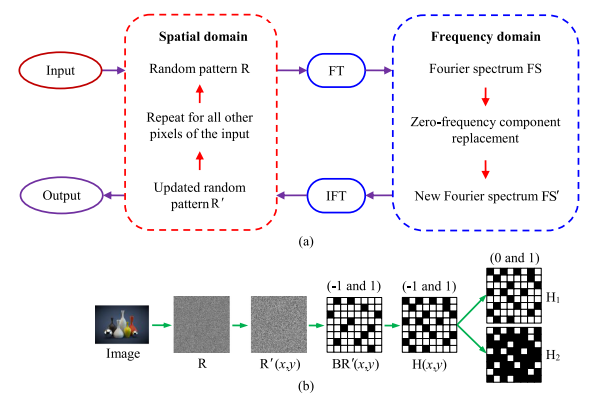 Spatial domain
Frequency domain
Input
Random pattern R
FT
Fourier spectrum FS
Repeat for all other
pixels of the input
Zero-frequency component
replacement
Output
Updated random
pattern R′
IFT
New Fourier spectrum FS′
(a)
(0 and 1)
(-1 and 1)
(-1 and 1)
H1
Image
R
R′(x,y)
BR′(x,y)
H(x,y)
H2
(b)